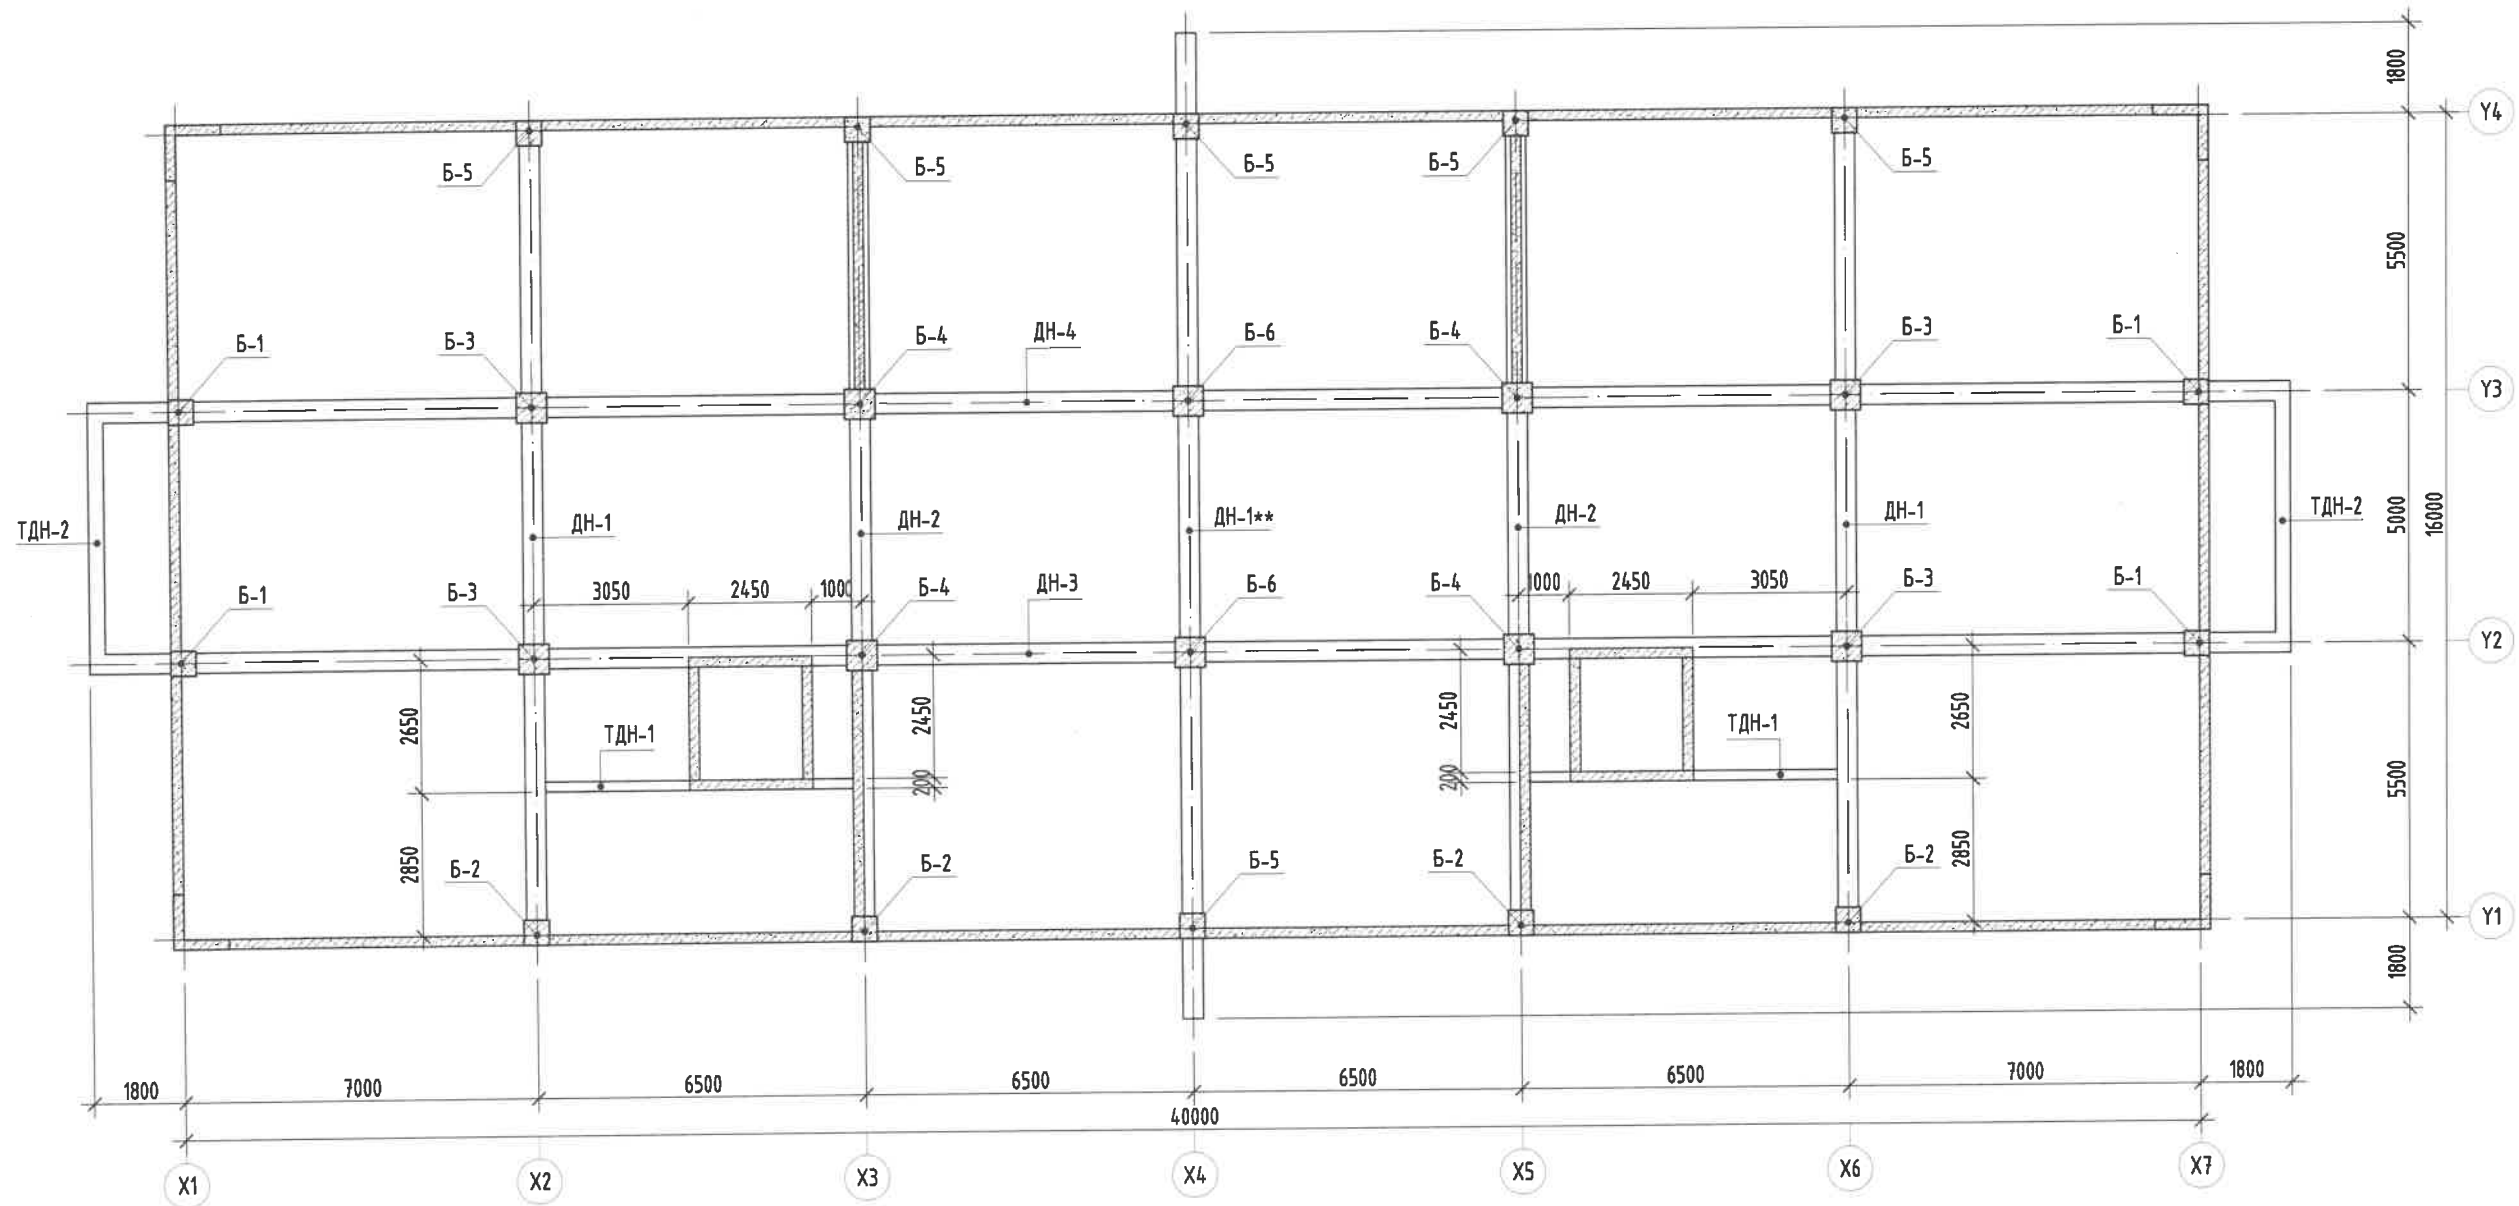 1800
Y4
Б-5 Б-5 Б-5 Б-5 Б-5
5500
Б-1 Б-3 Б-4 ДН-4 Б-6 Б-4 Б-3 Б-1
Y3
ТДН-2 ДН-1 ДН-2 ДН-1** ДН-2 ДН-1 ТДН-2
5000 16000
3050 2450 1000 1000 2450 3050
Б-1 Б-3 Б-4 ДН-3 Б-6 Б-4 Б-3 Б-1
Y2
2650 ТДН-1 2450 2450 ТДН-1 2650
200 200
5500
2850 Б-2 Б-2 Б-5 Б-2 Б-2 2850
Y1
1800
1800 7000 6500 6500 6500 6500 7000 1800
40000
X1 X2 X3 X4 X5 X6 X7